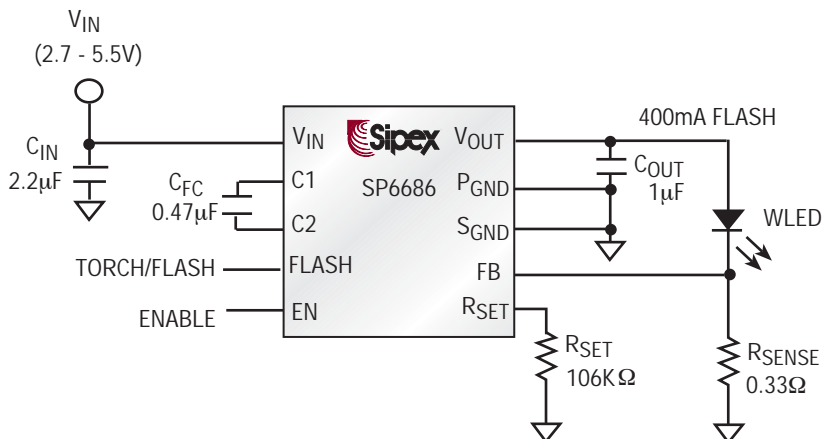 VIN
(2.7 - 5.5V)
CIN
2.2µF
CFC
0.47µF
TORCH/FLASH
ENABLE
VIN
C1
C2
FLASH
EN
Sipex
SP6686
VOUT
PGND
SGND
FB
RSET
400mA FLASH
COUT
1µF
WLED
RSET
106KΩ
RSENSE
0.33Ω